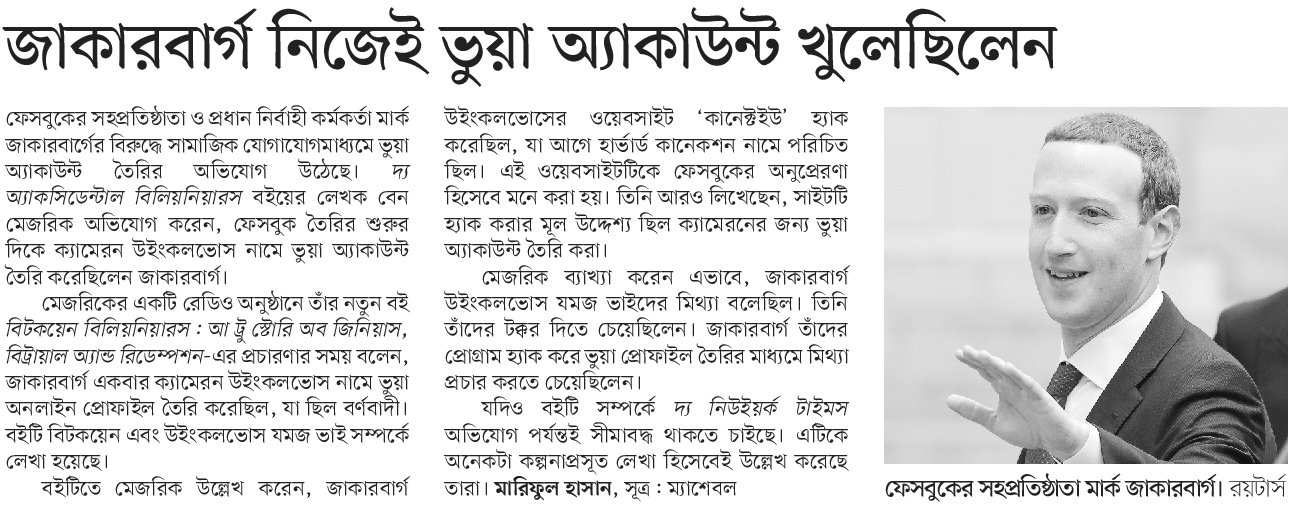 জাকারবার্গ নিজেই ভুয়া অ্যাকাউন্ট খুলেছিলেন
ফেসবুকের সহপ্রতিষ্ঠাতা ও প্রধান নির্বাহী কর্মকর্তা মার্ক
জাকারবার্গের বিরুদ্ধে সামাজিক যোগাযোগমাধ্যমে ভুয়া
অ্যাকাউন্ট তৈরির অভিযোগ উঠেছে। দ্য
অ্যাকসিডেন্টাল বিলিয়নিয়ারস বইয়ের লেখক বেন
মেজরিক অভিযোগ করেন, ফেসবুক তৈরির শুরুর
দিকে ক্যামেরন উইংকলভোস নামে ভুয়া অ্যাকাউন্ট
তৈরি করেছিলেন জাকারবার্গ।
মেজরিকের একটি রেডিও অনুষ্ঠানে তাঁর নতুন বই
বিটকয়েন বিলিয়নিয়ারস : আ ট্রু স্টোরি অব জিনিয়াস,
বিট্রায়াল অ্যান্ড রিডেম্পশন-এর প্রচারণার সময় বলেন,
জাকারবার্গ একবার ক্যামেরন উইংকলভোস নামে ভুয়া
অনলাইন প্রোফাইল তৈরি করেছিল, যা ছিল বর্ণবাদী।
বইটি বিটকয়েন এবং উইংকলভোস যমজ ভাই সম্পর্কে
লেখা হয়েছে।
বইটিতে মেজরিক উল্লেখ করেন, জাকারবার্গ
উইংকলভোসের ওয়েবসাইট ‘কানেক্টইউ’ হ্যাক
করেছিল, যা আগে হার্ভার্ড কানেকশন নামে পরিচিত
ছিল। এই ওয়েবসাইটটিকে ফেসবুকের অনুপ্রেরণা
হিসেবে মনে করা হয়। তিনি আরও লিখেছেন, সাইটটি
হ্যাক করার মূল উদ্দেশ্য ছিল ক্যামেরনের জন্য ভুয়া
অ্যাকাউন্ট তৈরি করা।
মেজরিক ব্যাখ্যা করেন এভাবে, জাকারবার্গ
উইংকলভোস যমজ ভাইদের মিথ্যা বলেছিল। তিনি
তাঁদের টক্কর দিতে চেয়েছিলেন। জাকারবার্গ তাঁদের
প্রোগ্রাম হ্যাক করে ভুয়া প্রোফাইল তৈরির মাধ্যমে মিথ্যা
প্রচার করতে চেয়েছিলেন।
যদিও বইটি সম্পর্কে দ্য নিউইয়র্ক টাইমস
অভিযোগ পর্যন্তই সীমাবদ্ধ থাকতে চাইছে। এটিকে
অনেকটা কল্পনাপ্রসূত লেখা হিসেবেই উল্লেখ করেছে
তারা। মারিফুল হাসান, সূত্র : ম্যাশেবল
ফেসবুকের সহপ্রতিষ্ঠাতা মার্ক জাকারবার্গ। রয়টার্স